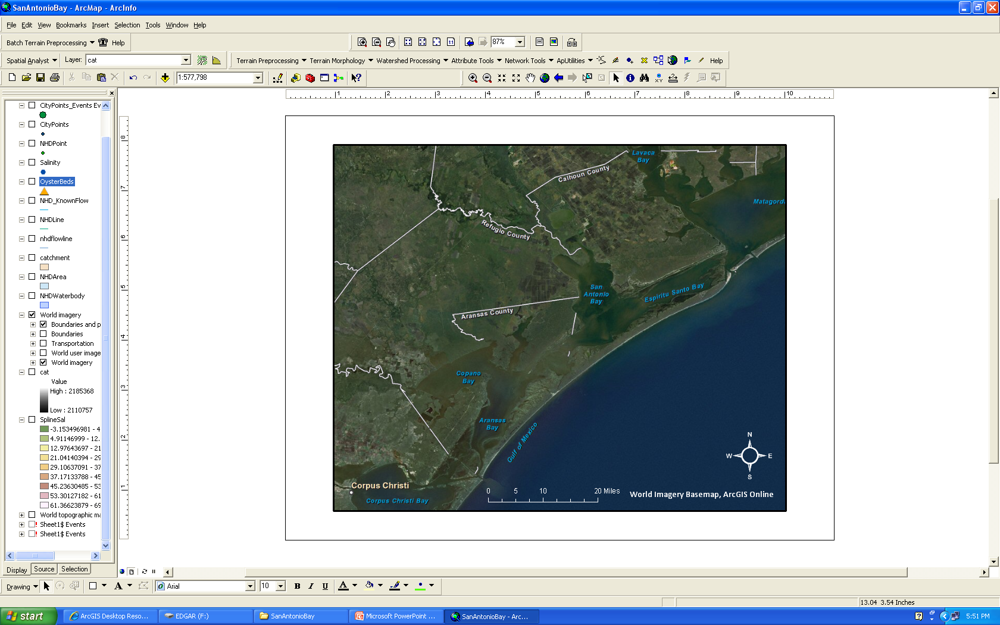 SanAntonioBay - ArcMap - ArcInfo
File Edit View Bookmarks Insert Selection Tools Window Help
Batch Terrain Preprocessing Help
87%
Spatial Analyst Layer: cat
Terrain Preprocessing Terrain Morphology Watershed Processing Attribute Tools Network Tools ApUtilities Help
1:577,798
CityPoints_Events Ev
CityPoints
NHDPoint
Salinity
OysterBeds
NHD_KnownFlow
NHDLine
nhdflowline
catchment
NHDArea
NHDWaterbody
World imagery
Boundaries and p
Boundaries
Transportation
World user image
World imagery
cat
Value
High : 2185368
Low : 2110757
SplineSal
-3.153496981 - 4
4.91146999 - 12.
12.97643697 - 21
21.04140394 - 29
29.10637091 - 37
37.17133788 - 45
45.23630485 - 53
53.30127182 - 61
61.36623879 - 69
World topographic ma
Sheet1$ Events
Sheet1$ Events
Display Source Selection
1 2 3 4 5 6 7 8 9 10
8
7
6
5
4
3
2
1
Lavaca
Bay
Calhoun County
Matagord
Refugio County
San
Antonio
Bay
Espiritu Santo Bay
Aransas County
Copano
Bay
Aransas
Bay
Gulf of Mexico
N
W E
S
Corpus Christi
Corpus Christi Bay
0 5 10 20 Miles
World Imagery Basemap, ArcGIS Online
Drawing A Arial 10 B I U A
13.04 3.54 Inches
start ArcGIS Desktop Reso... EDGAR (F:) SanAntonioBay Microsoft PowerPoint ... SanAntonioBay - Arc... 5:51 PM